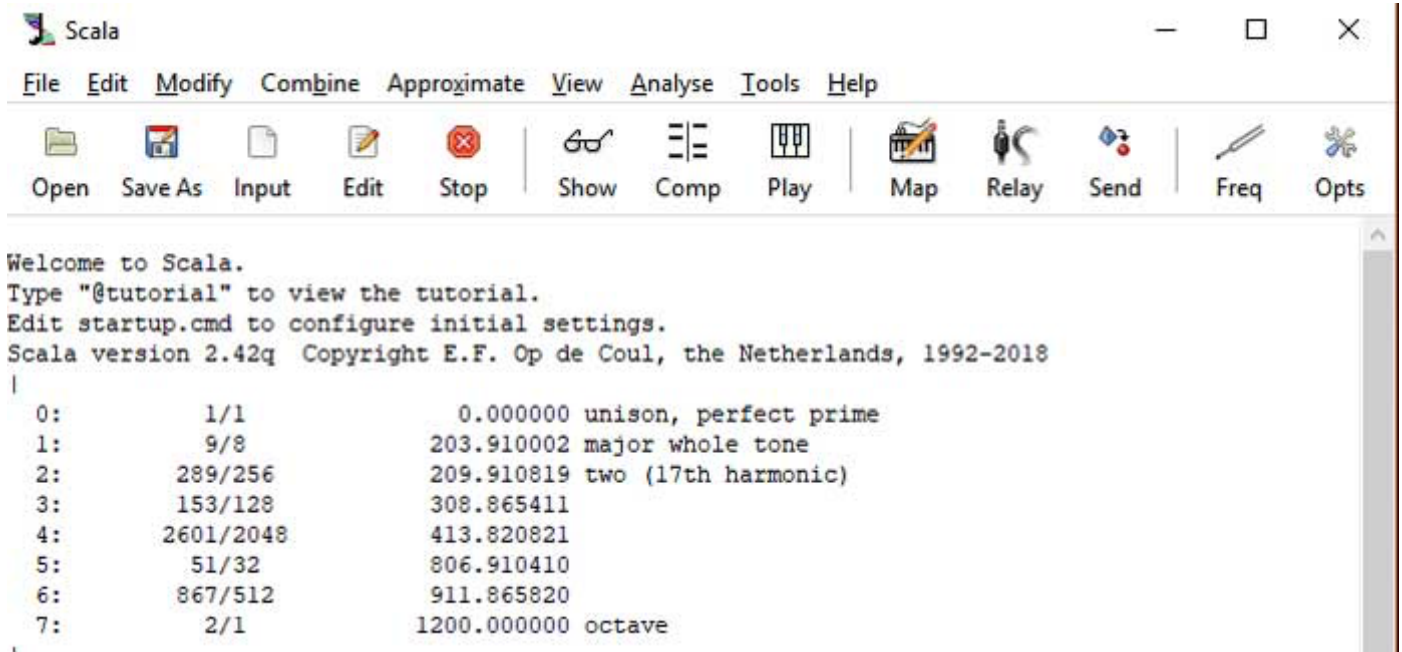 Scala
File Edit Modify Combine Approximate View Analyse Tools Help
Open Save As Input Edit Stop Show Comp Play Map Relay Send Freq Opts
Welcome to Scala.
Type "@tutorial" to view the tutorial.
Edit startup.cmd to configure initial settings.
Scala version 2.42q Copyright E.F. Op de Coul, the Netherlands, 1992-2018
|
0: 1/1 0.000000 unison, perfect prime
1: 9/8 203.910002 major whole tone
2: 289/256 209.910819 two (17th harmonic)
3: 153/128 308.865411
4: 2601/2048 413.820821
5: 51/32 806.910410
6: 867/512 911.865820
7: 2/1 1200.000000 octave